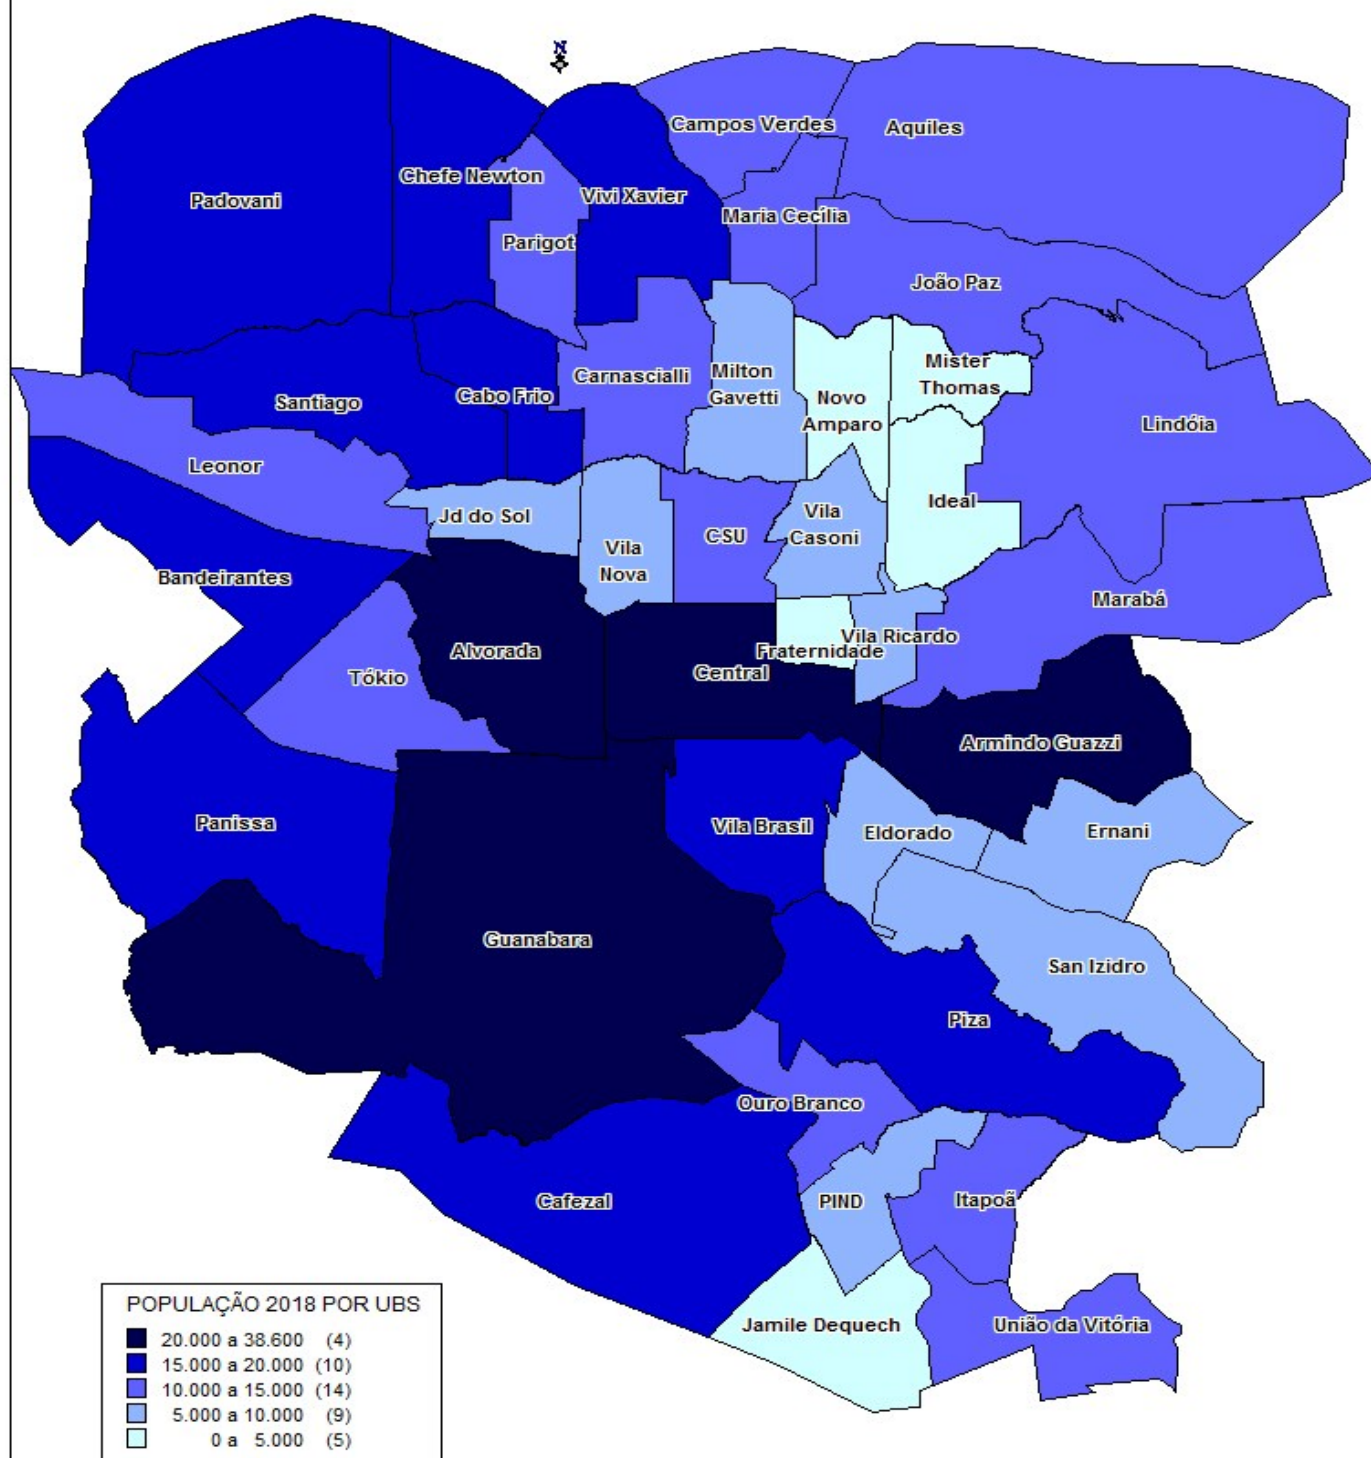 N
Campos Verdes
Aquiles
Chefe Newton
Padovani
Vivi Xavier
Maria Cecília
Parigot
João Paz
Mister
Thomas
Milton
Gavetti
Carnascialli
Cabo Frio
Santiago
Novo
Amparo
Lindóia
Leonor
Ideal
Jd do Sol
Vila
Casoni
CSU
Vila
Nova
Bandeirantes
Marabá
Vila Ricardo
Fraternidade
Alvorada
Central
Tókio
Armindo Guazzi
Panissa
Vila Brasil
Eldorado
Ernani
Guanabara
San Izidro
Piza
Ouro Branco
Cafezal
PIND
Itapoã
Jamile Dequech
União da Vitória
POPULAÇÃO 2018 POR UBS
20.000 a 38.600 (4)
15.000 a 20.000 (10)
10.000 a 15.000 (14)
5.000 a 10.000 (9)
0 a 5.000 (5)